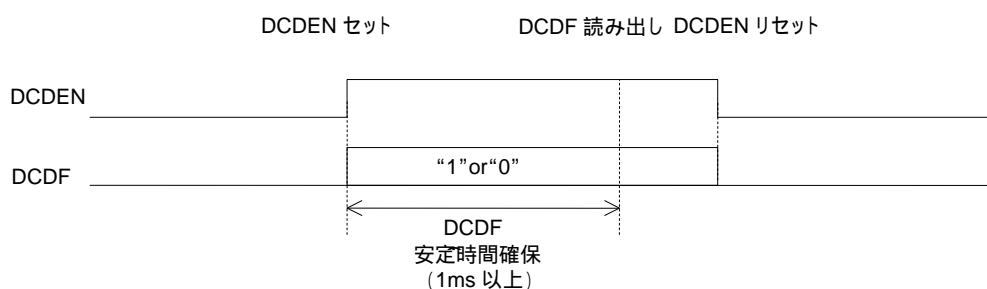 DCDEN セット
DCDF 読み出し
DCDEN リセット
DCDEN
DCDF
“1”or“0”
DCDF
安定時間確保
(1ms 以上)